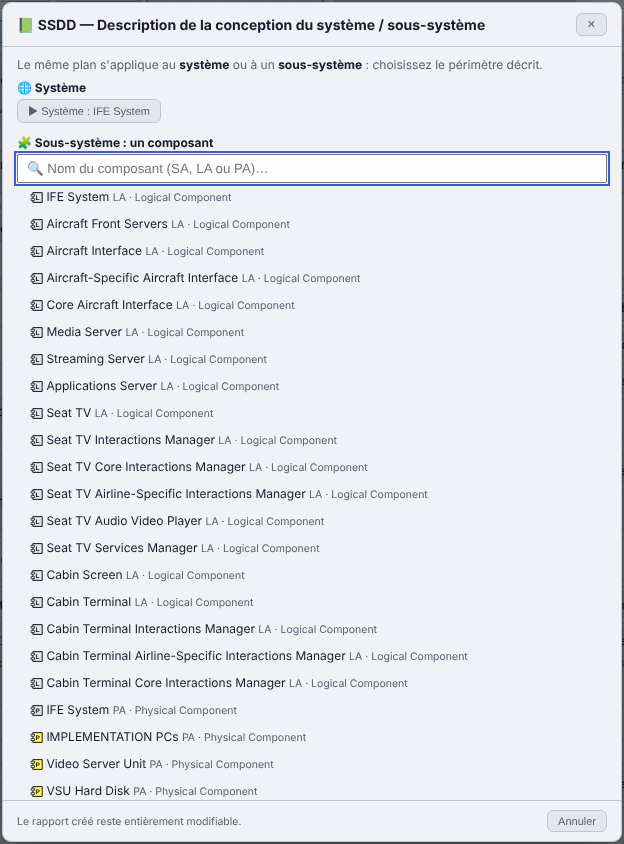 SSDD — Description de la conception du système / sous-système
×
Le même plan s'applique au système ou à un sous-système : choisissez le périmètre décrit.
Système
▶ Système : IFE System
Sous-système : un composant
Nom du composant (SA, LA ou PA)…
IFE System LA · Logical Component
Aircraft Front Servers LA · Logical Component
Aircraft Interface LA · Logical Component
Aircraft-Specific Aircraft Interface LA · Logical Component
Core Aircraft Interface LA · Logical Component
Media Server LA · Logical Component
Streaming Server LA · Logical Component
Applications Server LA · Logical Component
Seat TV LA · Logical Component
Seat TV Interactions Manager LA · Logical Component
Seat TV Core Interactions Manager LA · Logical Component
Seat TV Airline-Specific Interactions Manager LA · Logical Component
Seat TV Audio Video Player LA · Logical Component
Seat TV Services Manager LA · Logical Component
Cabin Screen LA · Logical Component
Cabin Terminal LA · Logical Component
Cabin Terminal Interactions Manager LA · Logical Component
Cabin Terminal Airline-Specific Interactions Manager LA · Logical Component
Cabin Terminal Core Interactions Manager LA · Logical Component
IFE System PA · Physical Component
IMPLEMENTATION PCs PA · Physical Component
Video Server Unit PA · Physical Component
VSU Hard Disk PA · Physical Component
Le rapport créé reste entièrement modifiable.
Annuler